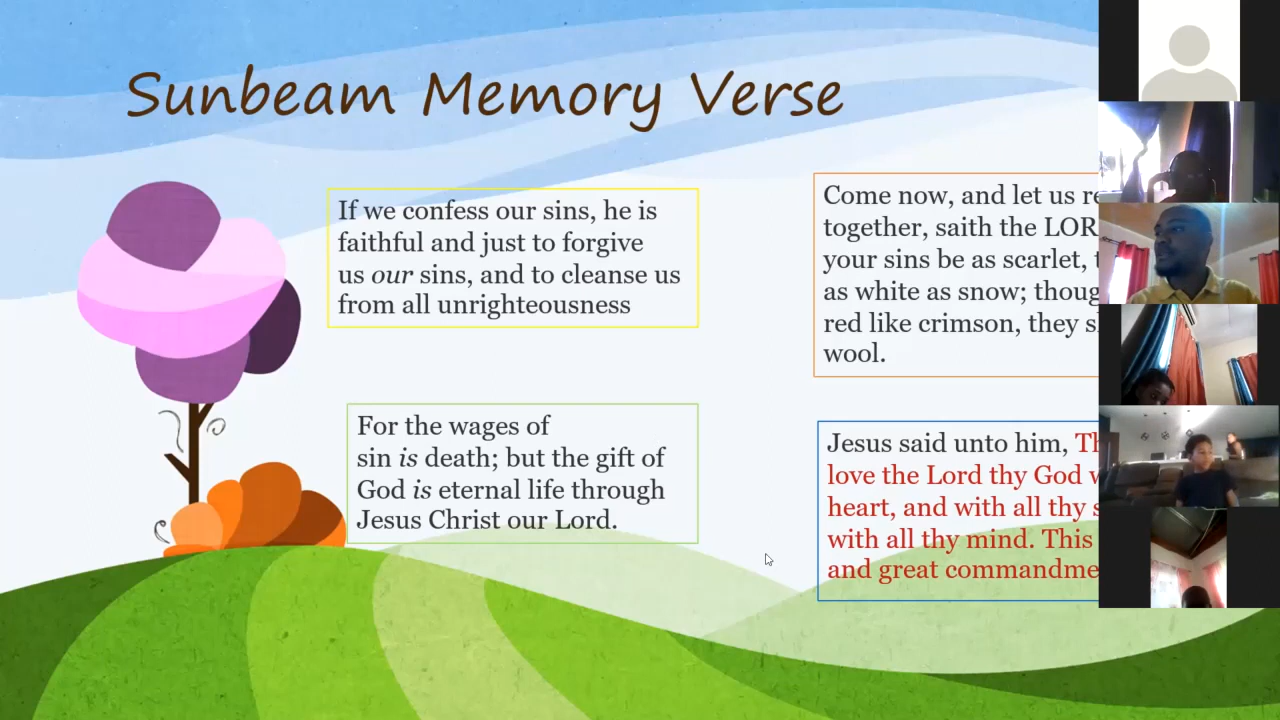 Sunbeam Memory Verse
If we confess our sins, he is
faithful and just to forgive
us our sins, and to cleanse us
from all unrighteousness
For the wages of
sin is death; but the gift of
God is eternal life through
Jesus Christ our Lord.
Come now, and let us
together, saith the
your sins be as scarlet,
as white as snow;
red like crimson, they
wool.
Jesus said unto him,
love the Lord thy God
heart, and with all thy
with all thy mind. This
and great